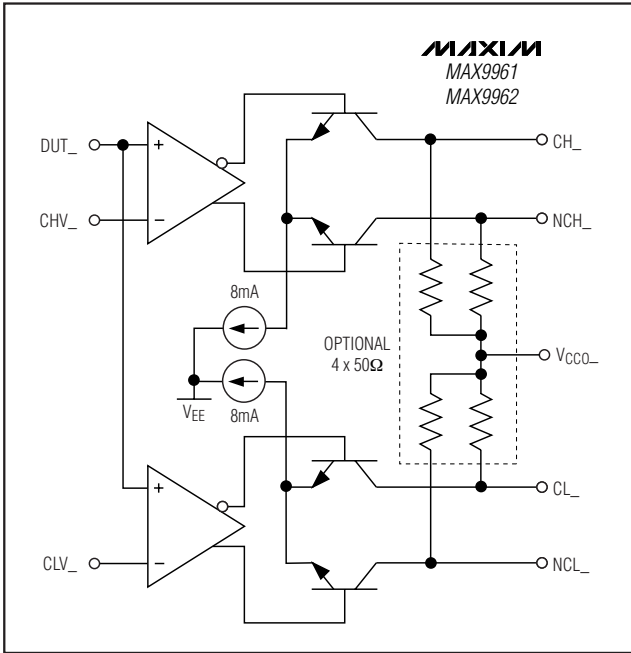 MAXIM
MAX9961
MAX9962
DUT_
+
CH_
CHV_
−
NCH_
8mA
OPTIONAL
4 x 50Ω
VCCO_
VEE
8mA
+
CL_
CLV_
−
NCL_